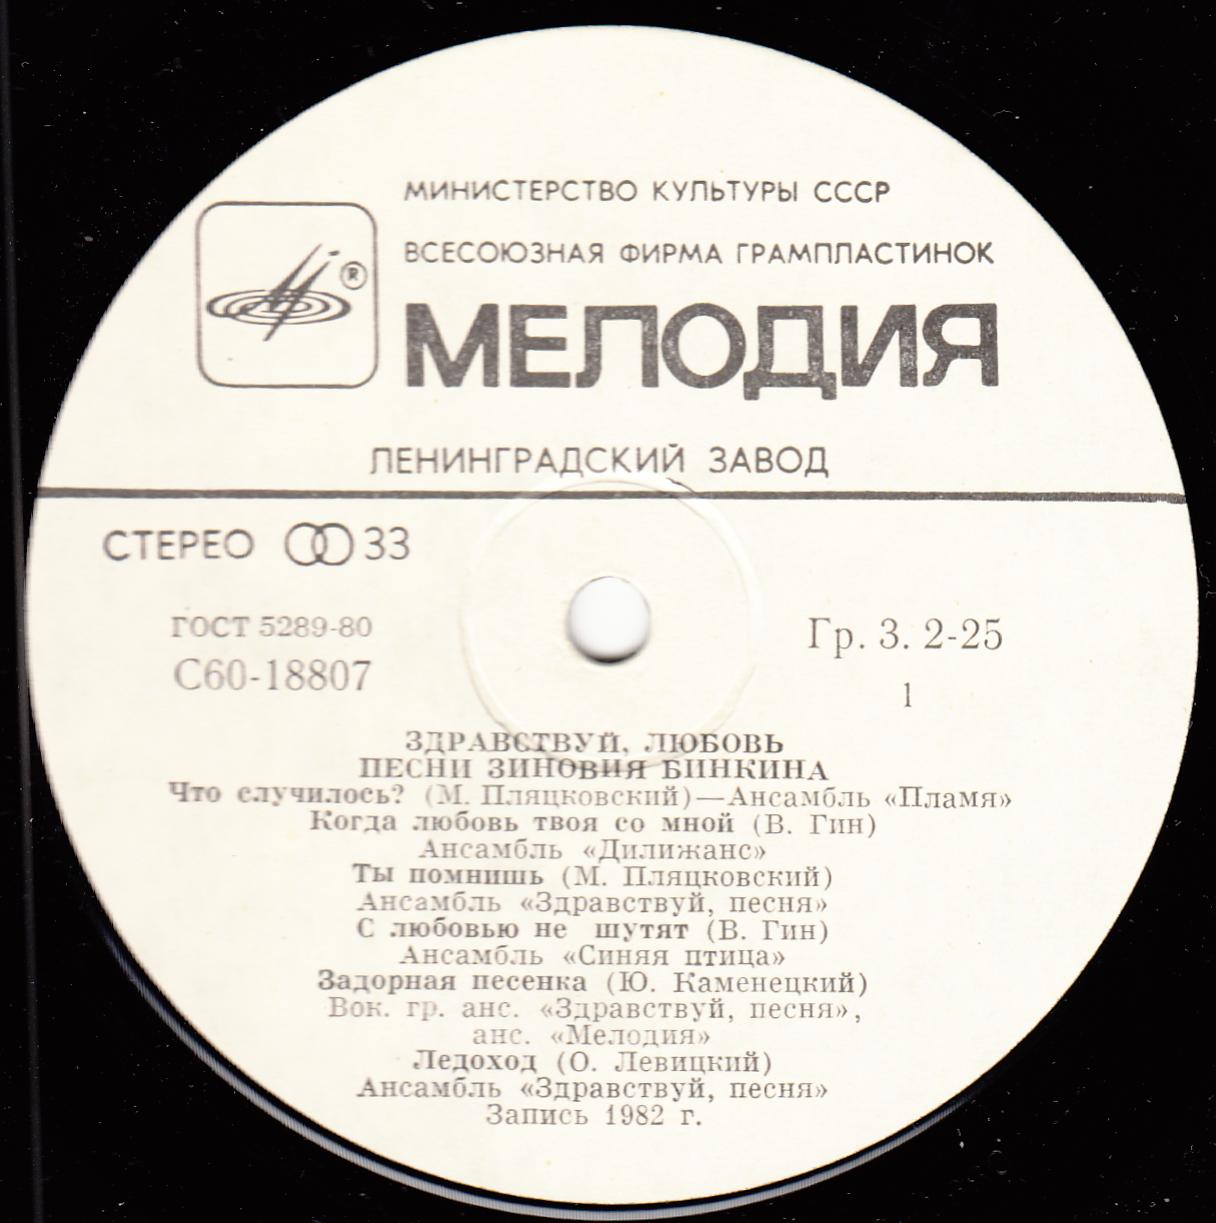 МИНИСТЕРСТВО КУЛЬТУРЫ СССР
ВСЕСОЮЗНАЯ ФИРМА ГРАМПЛАСТИНОК
®
МЕЛОДИЯ
ЛЕНИНГРАДСКИЙ ЗАВОД
СТЕРЕО 33
ГОСТ 5289-80
С60-18807
Гр. 3. 2-25
1
ЗДРАВСТВУЙ, ЛЮБОВЬ
ПЕСНИ ЗИНОВИЯ БИНКИНА
Что случилось? (М. Пляцковский)—Ансамбль «Пламя»
Когда любовь твоя со мной (В. Гин)
Ансамбль «Дилижанс»
Ты помнишь (М. Пляцковский)
Ансамбль «Здравствуй, песня»
С любовью не шутят (В. Гин)
Ансамбль «Синяя птица»
Задорная песенка (Ю. Каменецкий)
Вок. гр. анс. «Здравствуй, песня»,
анс. «Мелодия»
Ледоход (О. Левицкий)
Ансамбль «Здравствуй, песня»
Запись 1982 г.